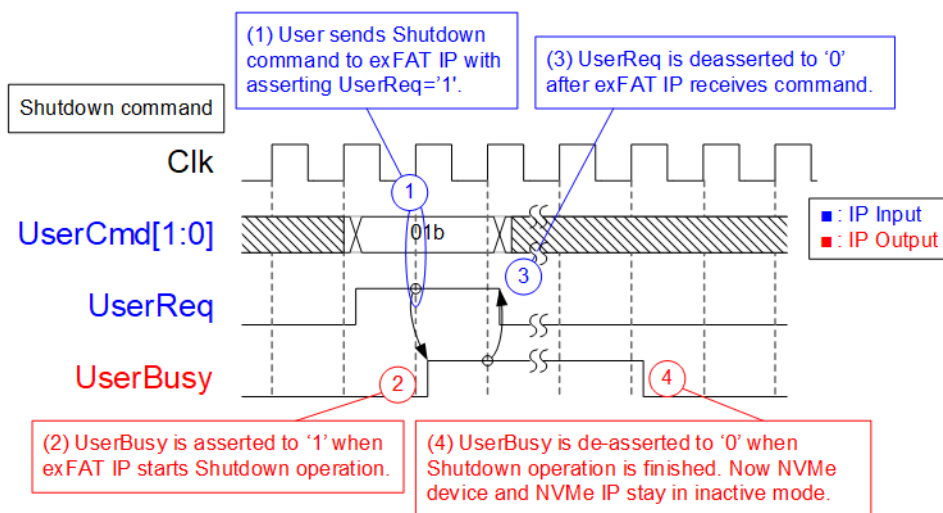 (1) User sends Shutdown
command to exFAT IP with
asserting UserReq='1'.
(3) UserReq is deasserted to ‘0’
after exFAT IP receives command.
Shutdown command
Clk
1
UserCmd[1:0]
01b
■: IP Input
■: IP Output
3
UserReq
UserBusy
2
4
(2) UserBusy is asserted to ‘1’ when
exFAT IP starts Shutdown operation.
(4) UserBusy is de-asserted to ‘0’ when
Shutdown operation is finished. Now NVMe
device and NVMe IP stay in inactive mode.